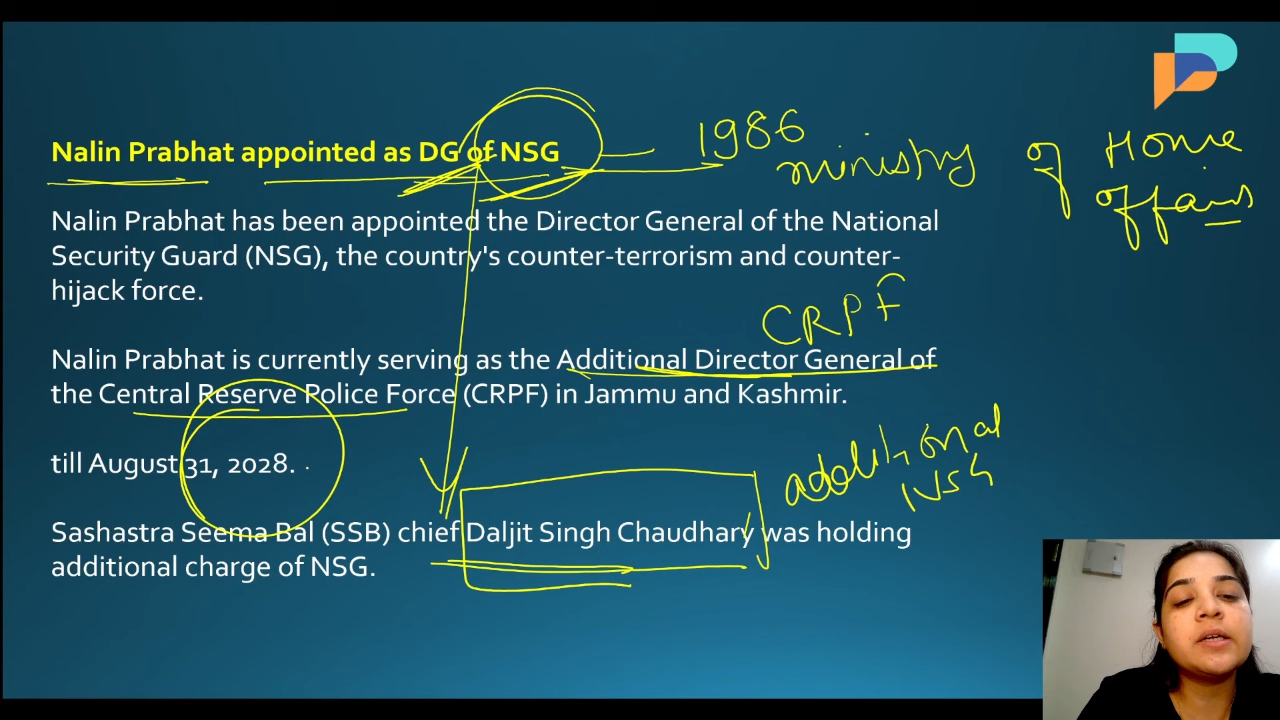 Nalin Prabhat appointed as DG of NSG
1986
ministry of Home
affairs
Nalin Prabhat has been appointed the Director General of the National
Security Guard (NSG), the country's counter-terrorism and counter-
hijack force.
CRPF
Nalin Prabhat is currently serving as the Additional Director General of
the Central Reserve Police Force (CRPF) in Jammu and Kashmir.
till August 31, 2028.
additional
NSG
Sashastra Seema Bal (SSB) chief Daljit Singh Chaudhary was holding
additional charge of NSG.